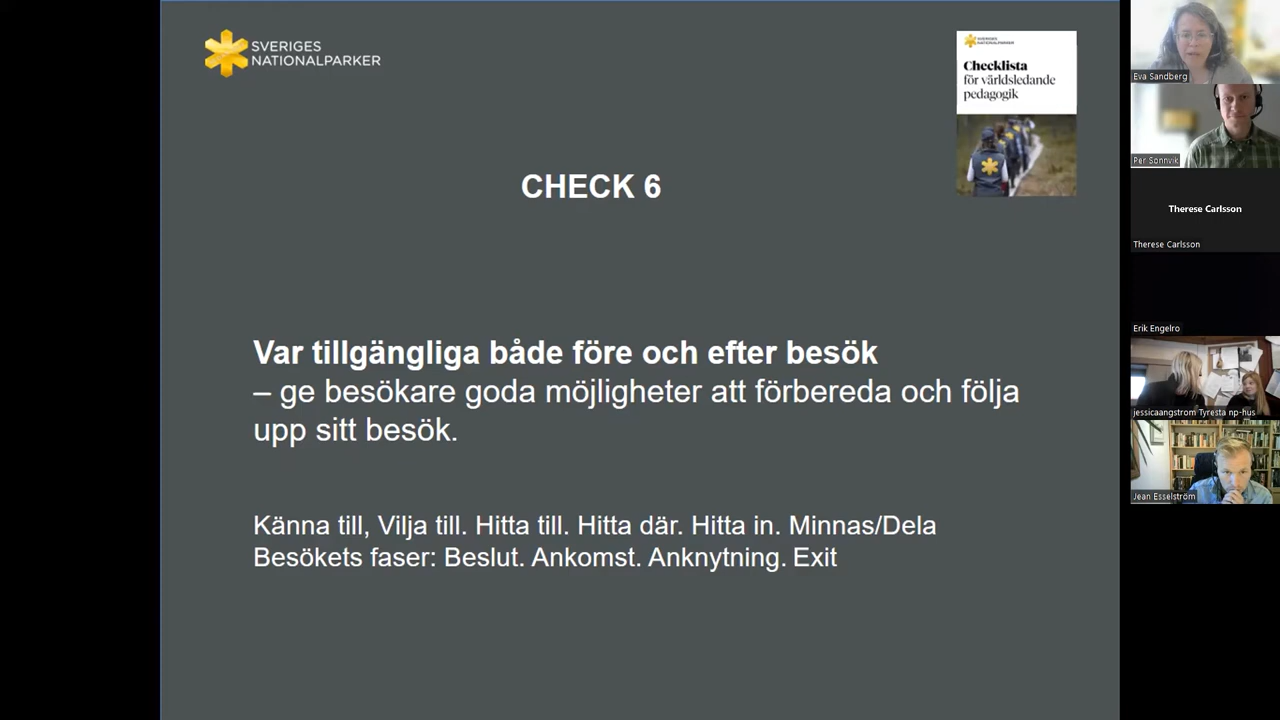 SVERIGES
NATIONALPARKER
SVERIGES
NATIONALPARKER
Checklista
för världsledande
pedagogik
CHECK 6
Var tillgängliga både före och efter besök
– ge besökare goda möjligheter att förbereda och följa
upp sitt besök.
Känna till, Vilja till. Hitta till. Hitta där. Hitta in. Minnas/Dela
Besökets faser: Beslut. Ankomst. Anknytning. Exit
Eva Sandberg
Per Sonnvik
Therese Carlsson
Therese Carlsson
Erik Engelro
jessicaangstrom Tyresta np-hus
Jean Esselström